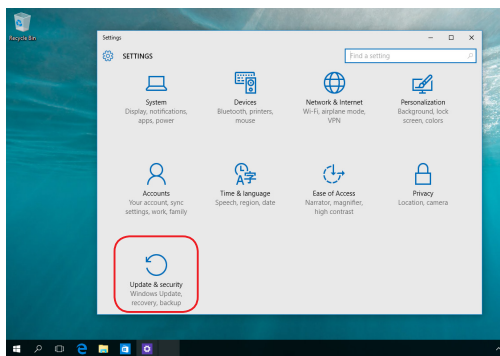 Recycle Bin
Settings
SETTINGS
Find a setting
System
Display, notifications,
apps, power
Devices
Bluetooth, printers,
mouse
Network & Internet
Wi-Fi, airplane mode,
VPN
Personalization
Background, lock
screen, colors
Accounts
Your account, sync
settings, work, family
Time & language
Speech, region, date
Ease of Access
Narrator, magnifier,
high contrast
Privacy
Location, camera
Update & security
Windows Update,
recovery, backup